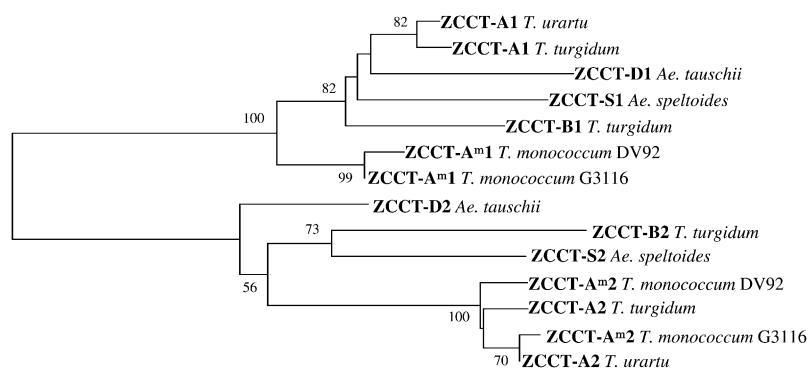 82
ZCCT-A1 T. urartu
ZCCT-A1 T. turgidum
ZCCT-D1 Ae. tauschii
82
ZCCT-S1 Ae. speltoides
100
ZCCT-B1 T. turgidum
ZCCT-Aᵐ1 T. monococcum DV92
99
ZCCT-Aᵐ1 T. monococcum G3116
ZCCT-D2 Ae. tauschii
73
ZCCT-B2 T. turgidum
ZCCT-S2 Ae. speltoides
56
ZCCT-Aᵐ2 T. monococcum DV92
ZCCT-A2 T. turgidum
100
ZCCT-Aᵐ2 T. monococcum G3116
70
ZCCT-A2 T. urartu